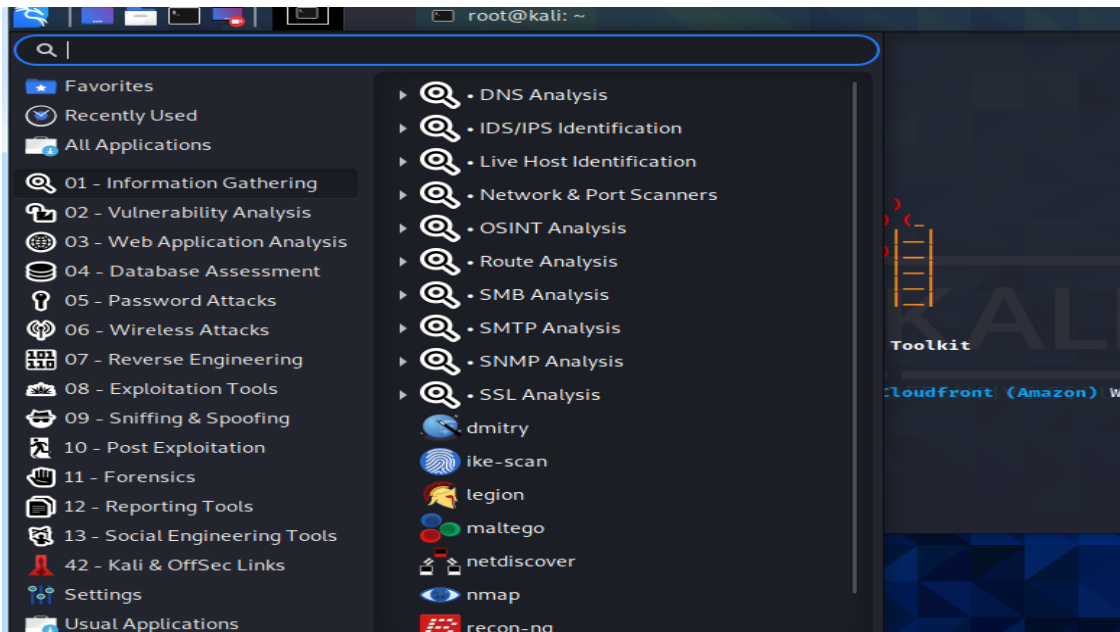 root@kali: ~
Favorites
Recently Used
All Applications
01 - Information Gathering
02 - Vulnerability Analysis
03 - Web Application Analysis
04 - Database Assessment
05 - Password Attacks
06 - Wireless Attacks
07 - Reverse Engineering
08 - Exploitation Tools
09 - Sniffing & Spoofing
10 - Post Exploitation
11 - Forensics
12 - Reporting Tools
13 - Social Engineering Tools
42 - Kali & OffSec Links
Settings
Usual Applications
• DNS Analysis
• IDS/IPS Identification
• Live Host Identification
• Network & Port Scanners
• OSINT Analysis
• Route Analysis
• SMB Analysis
• SMTP Analysis
• SNMP Analysis
• SSL Analysis
dmitry
ike-scan
legion
maltego
netdiscover
nmap
recon-ng
KALI
Toolkit
Cloudfront (Amazon) W